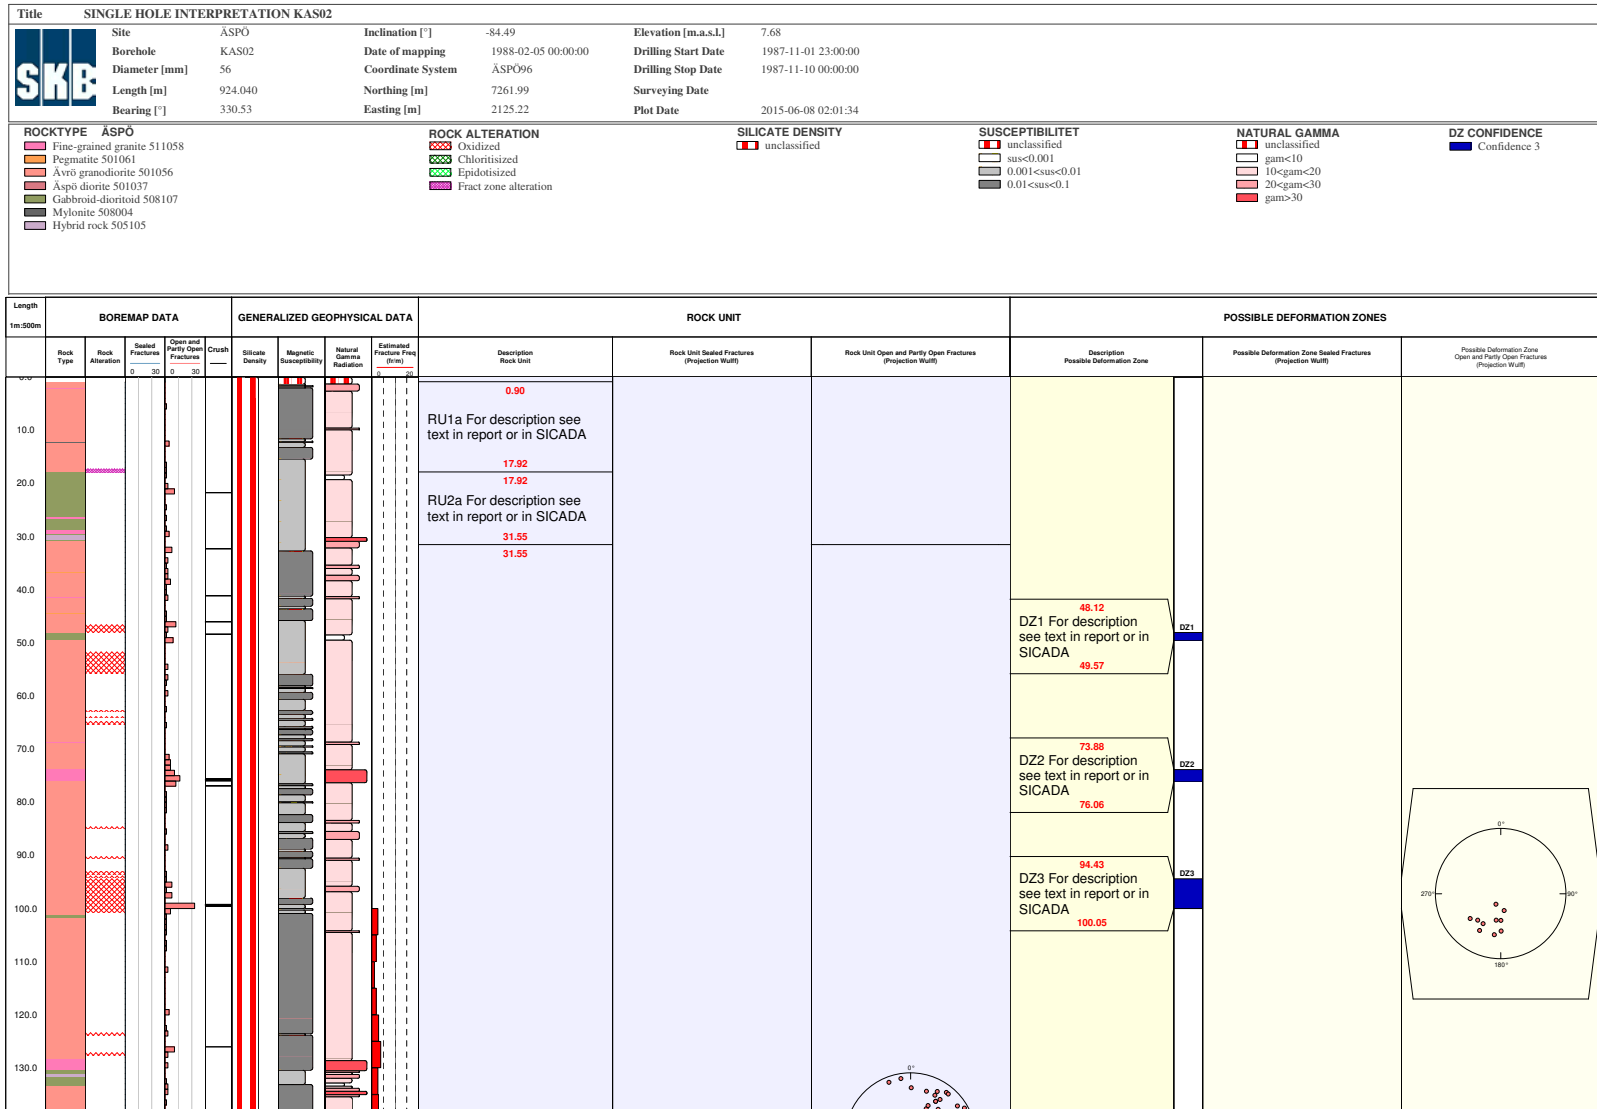 Title SINGLE HOLE INTERPRETATION KAS02
SKB
Site ÄSPÖ Inclination [°] -84.49 Elevation [m.a.s.l.] 7.68
Borehole KAS02 Date of mapping 1988-02-05 00:00:00 Drilling Start Date 1987-11-01 23:00:00
Diameter [mm] 56 Coordinate System ÄSPÖ96 Drilling Stop Date 1987-11-10 00:00:00
Length [m] 924.040 Northing [m] 7261.99 Surveying Date
Bearing [°] 330.53 Easting [m] 2125.22 Plot Date 2015-06-08 02:01:34
ROCKTYPE ÄSPÖ
Fine-grained granite 511058
Pegmatite 501061
Ävrö granodiorite 501056
Äspö diorite 501037
Gabbroid-dioritoid 508107
Mylonite 508004
Hybrid rock 505105
ROCK ALTERATION
Oxidized
Chloritisized
Epidotisized
Fract zone alteration
SILICATE DENSITY
unclassified
SUSCEPTIBILITET
unclassified
sus<0.001
0.001<sus<0.01
0.01<sus<0.1
NATURAL GAMMA
unclassified
gam<10
10<gam<20
20<gam<30
gam>30
DZ CONFIDENCE
Confidence 3
Length
1m:500m
BOREMAP DATA
GENERALIZED GEOPHYSICAL DATA
ROCK UNIT
POSSIBLE DEFORMATION ZONES
Rock
Type
Rock
Alteration
Sealed
Fractures
0 30
Open and
Partly Open
Fractures
0 30
Crush
Silicate
Density
Magnetic
Susceptibility
Natural
Gamma
Radiation
Estimated
Fracture Freq
(fr/m)
0 20
Description
Rock Unit
Rock Unit Sealed Fractures
(Projection Wulff)
Rock Unit Open and Partly Open Fractures
(Projection Wulff)
Description
Possible Deformation Zone
Possible Deformation Zone Sealed Fractures
(Projection Wulff)
Possible Deformation Zone
Open and Partly Open Fractures
(Projection Wulff)
0.0
10.0
20.0
30.0
40.0
50.0
60.0
70.0
80.0
90.0
100.0
110.0
120.0
130.0
0.90
RU1a For description see
text in report or in SICADA
17.92
17.92
RU2a For description see
text in report or in SICADA
31.55
31.55
0°
48.12
DZ1 For description
see text in report or in
SICADA
49.57
DZ1
73.88
DZ2 For description
see text in report or in
SICADA
76.06
DZ2
94.43
DZ3 For description
see text in report or in
SICADA
100.05
DZ3
0°
270°
90°
180°